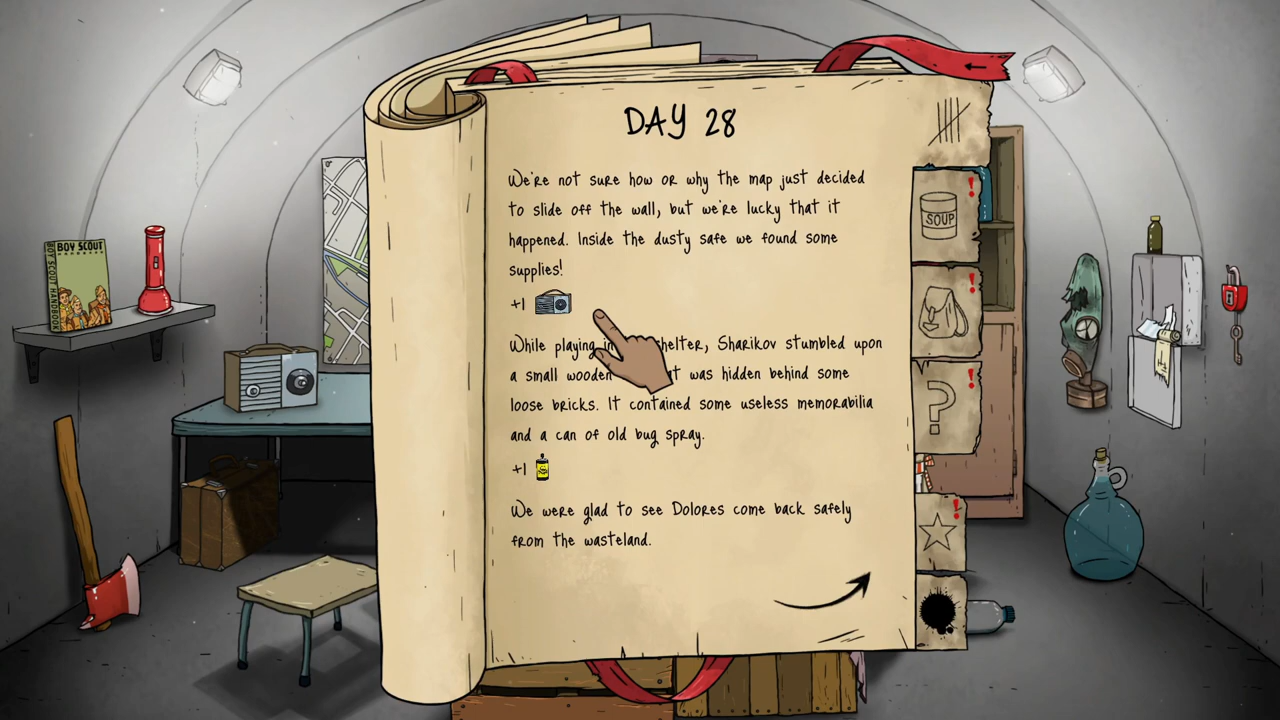 DAY 28
We're not sure how or why the map just decided
to slide off the wall, but we're lucky that it
happened. Inside the dusty safe we found some
supplies!
+1
While playing in shelter, Sharikov stumbled upon
a small wooden was hidden behind some
loose bricks. It contained some useless memorabilia
and a can of old bug spray.
+1
We were glad to see Dolores come back safely
from the wasteland.
SOUP
!
!
?
!
!
BOY SCOUT
BOY SCOUT HANDBOOK